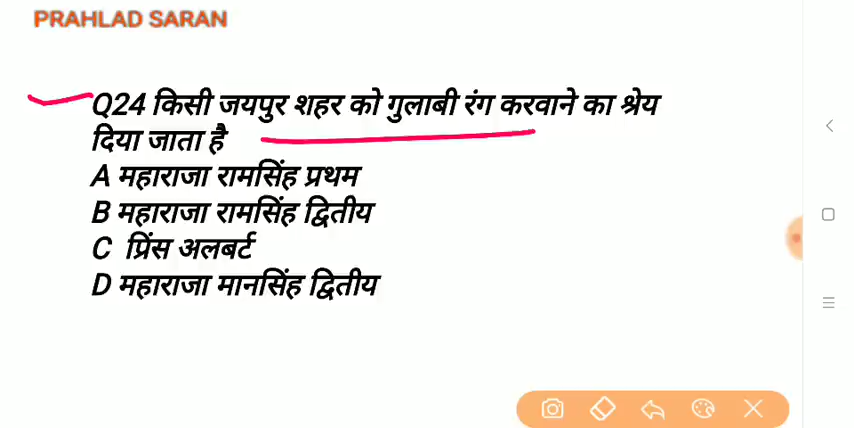 PRAHLAD SARAN
Q24 किसी जयपुर शहर को गुलाबी रंग करवाने का श्रेय
दिया जाता है
A महाराजा रामसिंह प्रथम
B महाराजा रामसिंह द्वितीय
C प्रिंस अलबर्ट
D महाराजा मानसिंह द्वितीय